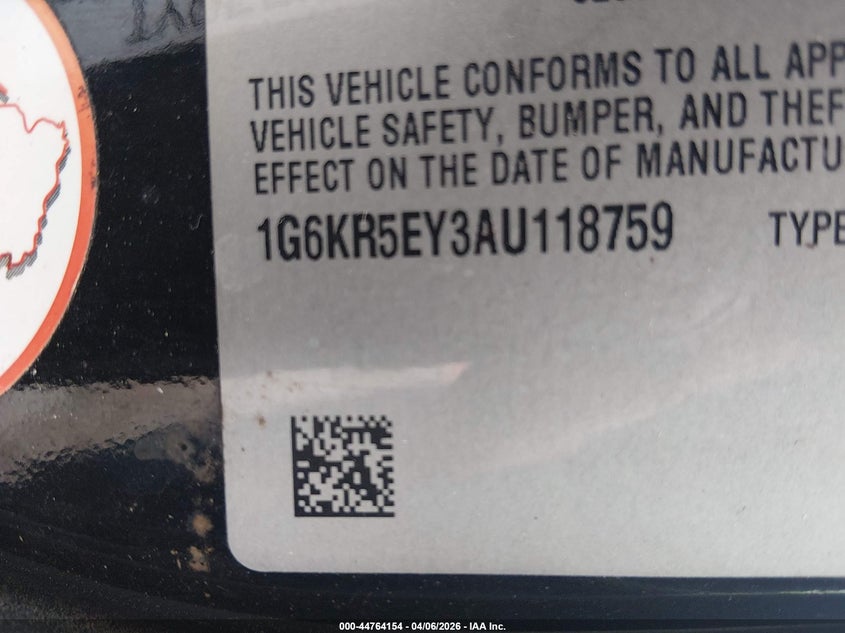 THIS VEHICLE CONFORMS TO ALL APP
VEHICLE SAFETY, BUMPER, AND THEF
EFFECT ON THE DATE OF MANUFACTU
1G6KR5EY3AU118759 TYPE
000-44764154 - 04/06/2026 - IAA Inc.